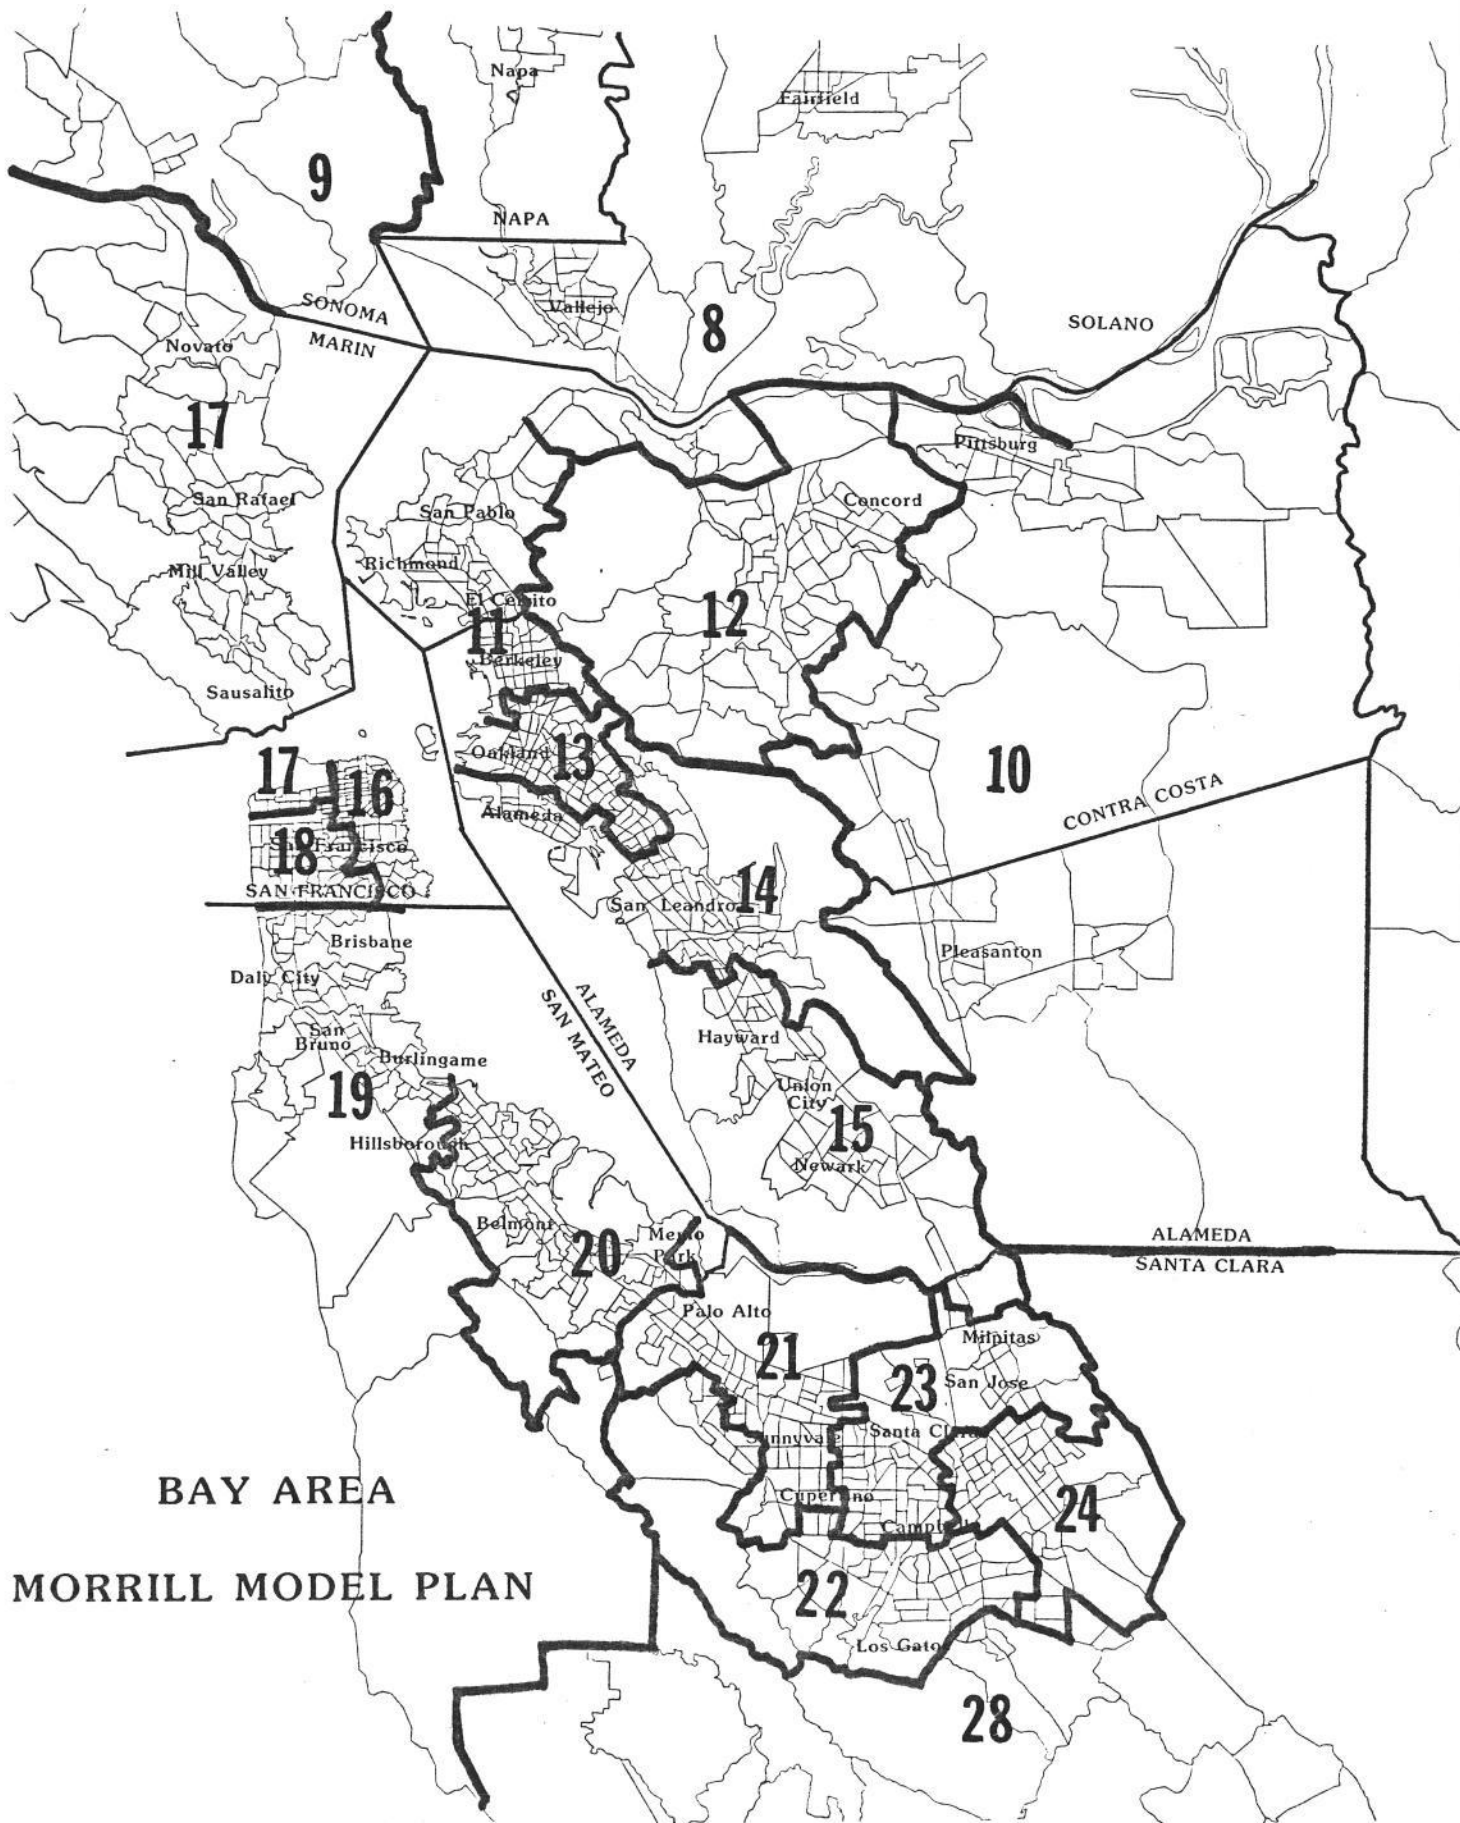 Napa
Fairfield
9
NAPA
SONOMA
MARIN
Vallejo
8
SOLANO
Novato
17
Pittsburg
San Rafael
San Pablo
Concord
Mill Valley
Richmond
El Cerrito
12
11
Berkeley
Sausalito
17
16
Oakland
13
10
CONTRA COSTA
Alameda
18
San Francisco
SAN FRANCISCO
14
San Leandro
Brisbane
Daly City
Pleasanton
ALAMEDA
SAN MATEO
San
Bruno
Burlingame
Hayward
19
Union
City
15
Hillsborough
Newark
Belmont
20
Menlo
Park
ALAMEDA
SANTA CLARA
Palo Alto
21
Milpitas
23
San Jose
Sunnyvale
Santa Clara
BAY AREA
Cupertino
24
Campbell
MORRILL MODEL PLAN
22
Los Gatos
28